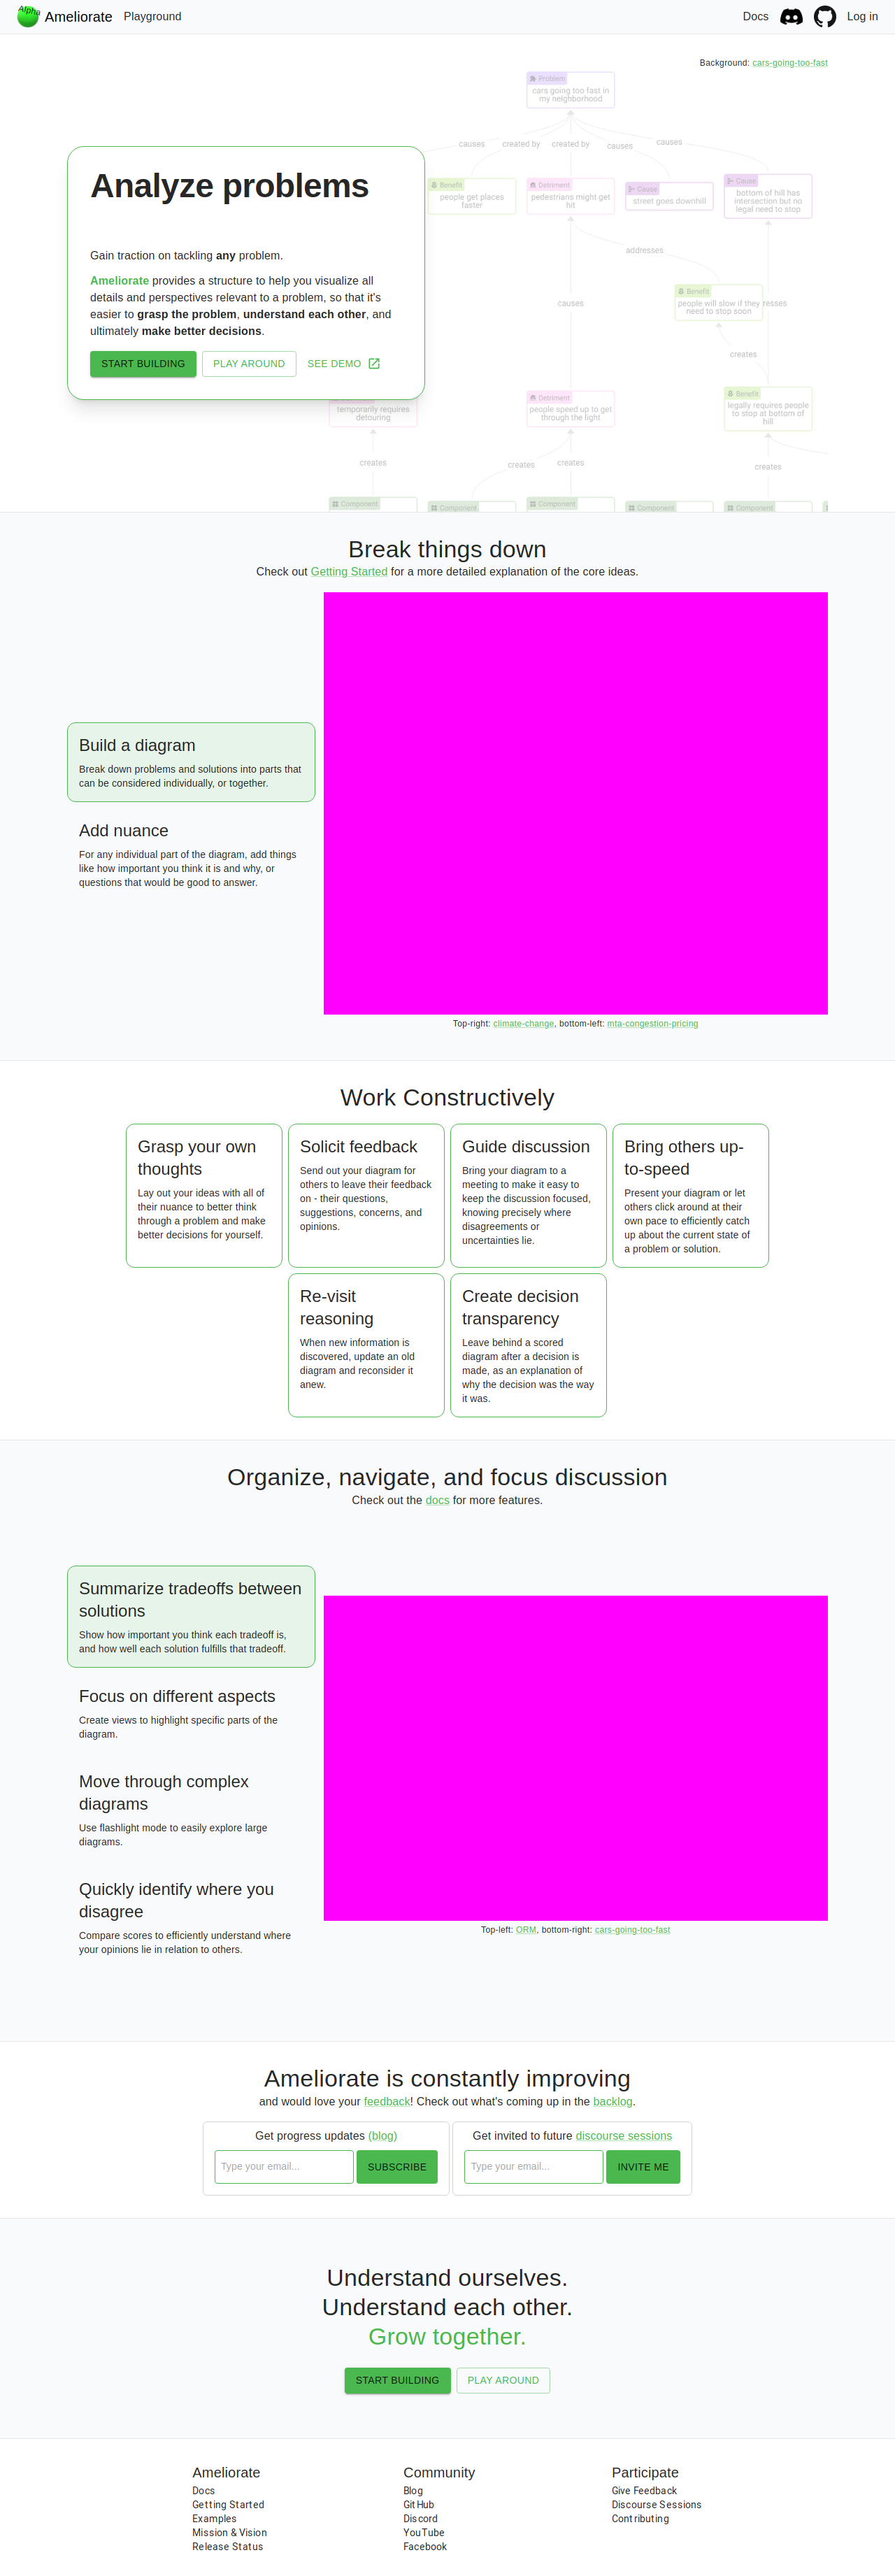 Alpha
Ameliorate
Playground
Docs
Log in
Background: cars-going-too-fast
Problem
cars going too fast in
my neighborhood
causes
created by
created by
causes
causes
Analyze problems
Benefit
people get places
faster
Detriment
pedestrians might get
hit
Cause
street goes downhill
Cause
bottom of hill has
intersection but no
legal need to stop
addresses
Gain traction on tackling any problem.
Ameliorate provides a structure to help you visualize all
details and perspectives relevant to a problem, so that it's
easier to grasp the problem, understand each other, and
ultimately make better decisions.
Benefit
people will slow if they
need to stop soon
causes
creates
START BUILDING
PLAY AROUND
SEE DEMO
temporarily requires
detouring
Detriment
people speed up to get
through the light
Benefit
legally requires people
to stop at bottom of
hill
creates
creates
creates
creates
Component
Component
Component
Component
Component
Break things down
Check out Getting Started for a more detailed explanation of the core ideas.
Build a diagram
Break down problems and solutions into parts that
can be considered individually, or together.
Add nuance
For any individual part of the diagram, add things
like how important you think it is and why, or
questions that would be good to answer.
Top-right: climate-change, bottom-left: mta-congestion-pricing
Work Constructively
Grasp your own
thoughts
Lay out your ideas with all of
their nuance to better think
through a problem and make
better decisions for yourself.
Solicit feedback
Send out your diagram for
others to leave their feedback
on - their questions,
suggestions, concerns, and
opinions.
Guide discussion
Bring your diagram to a
meeting to make it easy to
keep the discussion focused,
knowing precisely where
disagreements or
uncertainties lie.
Bring others up-
to-speed
Present your diagram or let
others click around at their
own pace to efficiently catch
up about the current state of
a problem or solution.
Re-visit
reasoning
When new information is
discovered, update an old
diagram and reconsider it
anew.
Create decision
transparency
Leave behind a scored
diagram after a decision is
made, as an explanation of
why the decision was the way
it was.
Organize, navigate, and focus discussion
Check out the docs for more features.
Summarize tradeoffs between
solutions
Show how important you think each tradeoff is,
and how well each solution fulfills that tradeoff.
Focus on different aspects
Create views to highlight specific parts of the
diagram.
Move through complex
diagrams
Use flashlight mode to easily explore large
diagrams.
Quickly identify where you
disagree
Compare scores to efficiently understand where
your opinions lie in relation to others.
Top-left: ORM, bottom-right: cars-going-too-fast
Ameliorate is constantly improving
and would love your feedback! Check out what's coming up in the backlog.
Get progress updates (blog)
Type your email...
SUBSCRIBE
Get invited to future discourse sessions
Type your email...
INVITE ME
Understand ourselves.
Understand each other.
Grow together.
START BUILDING
PLAY AROUND
Ameliorate
Docs
Getting Started
Examples
Mission & Vision
Release Status
Community
Blog
GitHub
Discord
YouTube
Facebook
Participate
Give Feedback
Discourse Sessions
Contributing